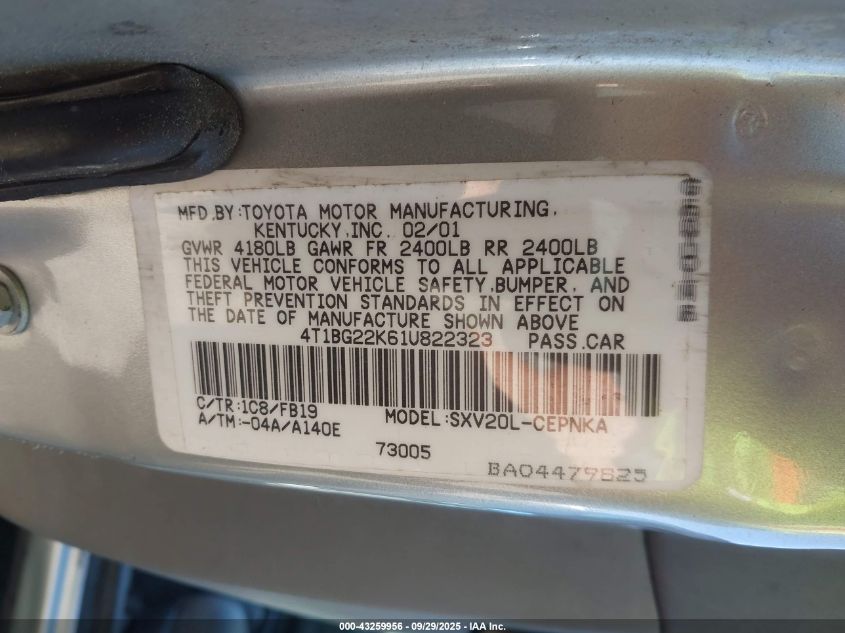 MFD.BY:TOYOTA MOTOR MANUFACTURING,
KENTUCKY,INC. 02/01
GVWR 4180LB GAWR FR 2400LB RR 2400LB
THIS VEHICLE CONFORMS TO ALL APPLICABLE
FEDERAL MOTOR VEHICLE SAFETY,BUMPER, AND
THEFT PREVENTION STANDARDS IN EFFECT ON
THE DATE OF MANUFACTURE SHOWN ABOVE
4T1BG22K61U822323 PASS.CAR
C/TR:1C8/FB19 MODEL:SXV20L-CEPNKA
A/TM:-04A/A140E
73005
BA04479825
000-43259956 | 09/29/2025 | IAA Inc.